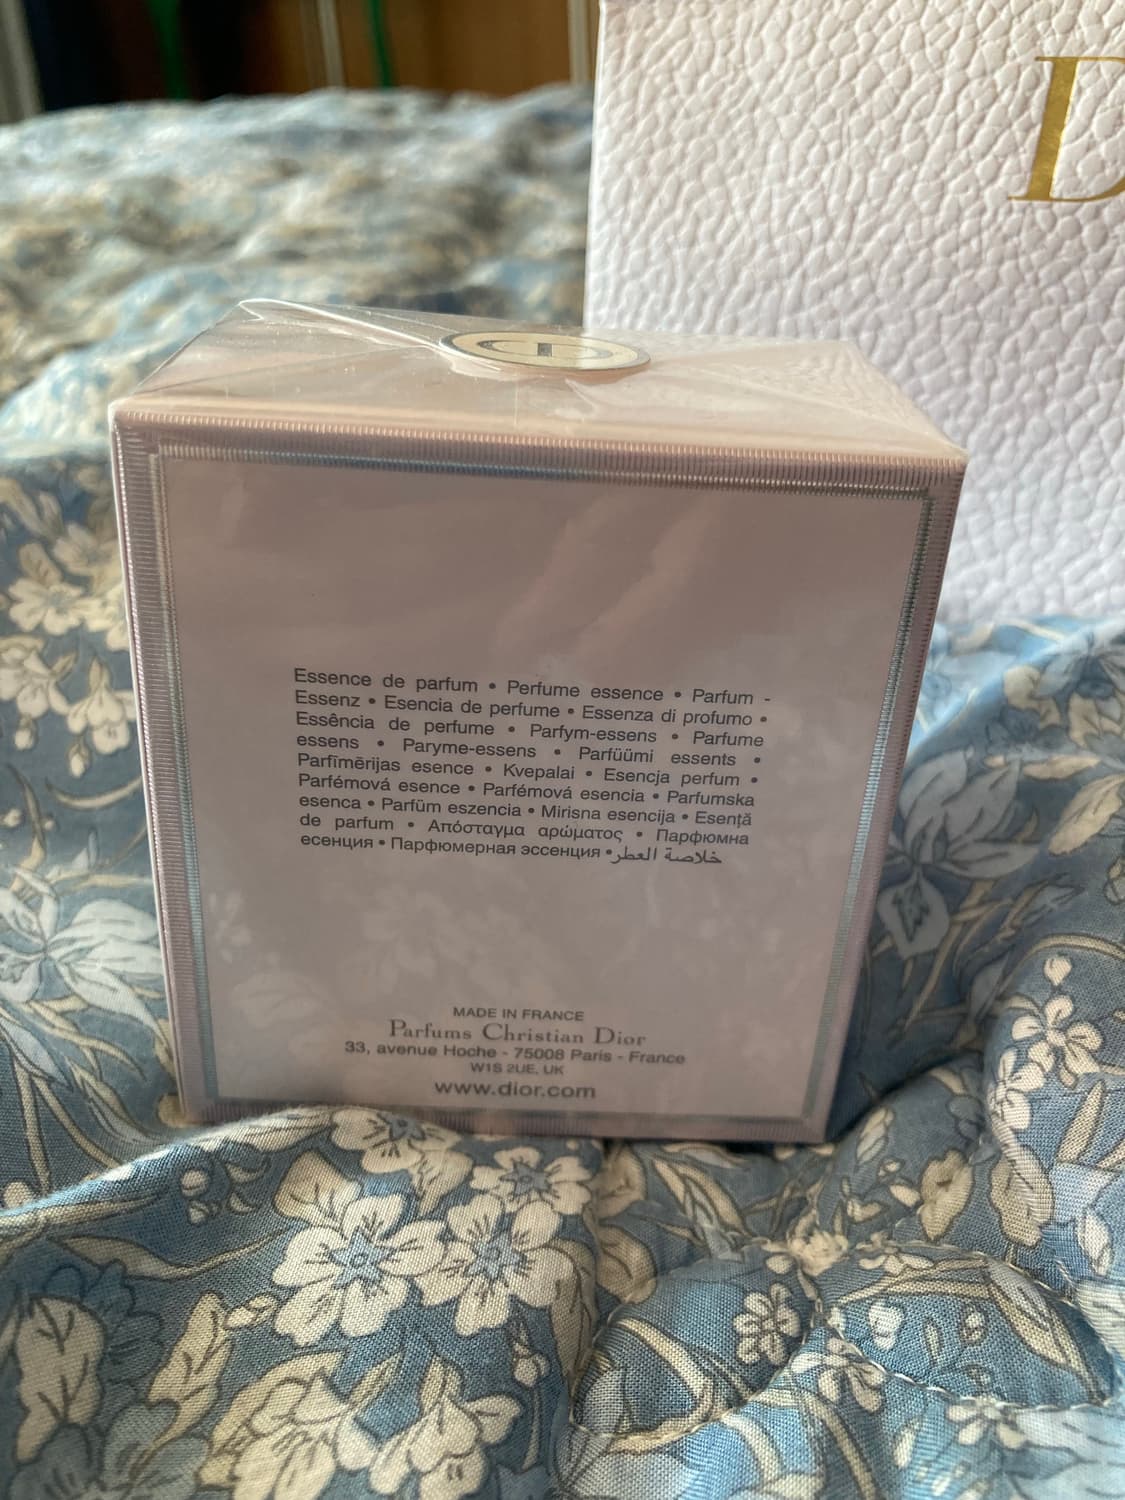 D
Essence de parfum • Perfume essence • Parfum -
Essenz • Esencia de perfume • Essenza di profumo •
Essência de perfume • Parfym-essens • Parfume
essens • Paryme-essens • Parfüümi essents •
Parfīmērijas esence • Kvepalai • Esencja perfum •
Parfémová esence • Parfémová esencia • Parfumska
esenca • Parfüm eszencia • Mirisna esencija • Esență
de parfum • Απόσταγμα αρώματος • Парфюмна
есенция • Парфюмерная эссенция • خلاصة العطر
MADE IN FRANCE
Parfums Christian Dior
33, avenue Hoche - 75008 Paris - France
W1S 2UE, UK
www.dior.com